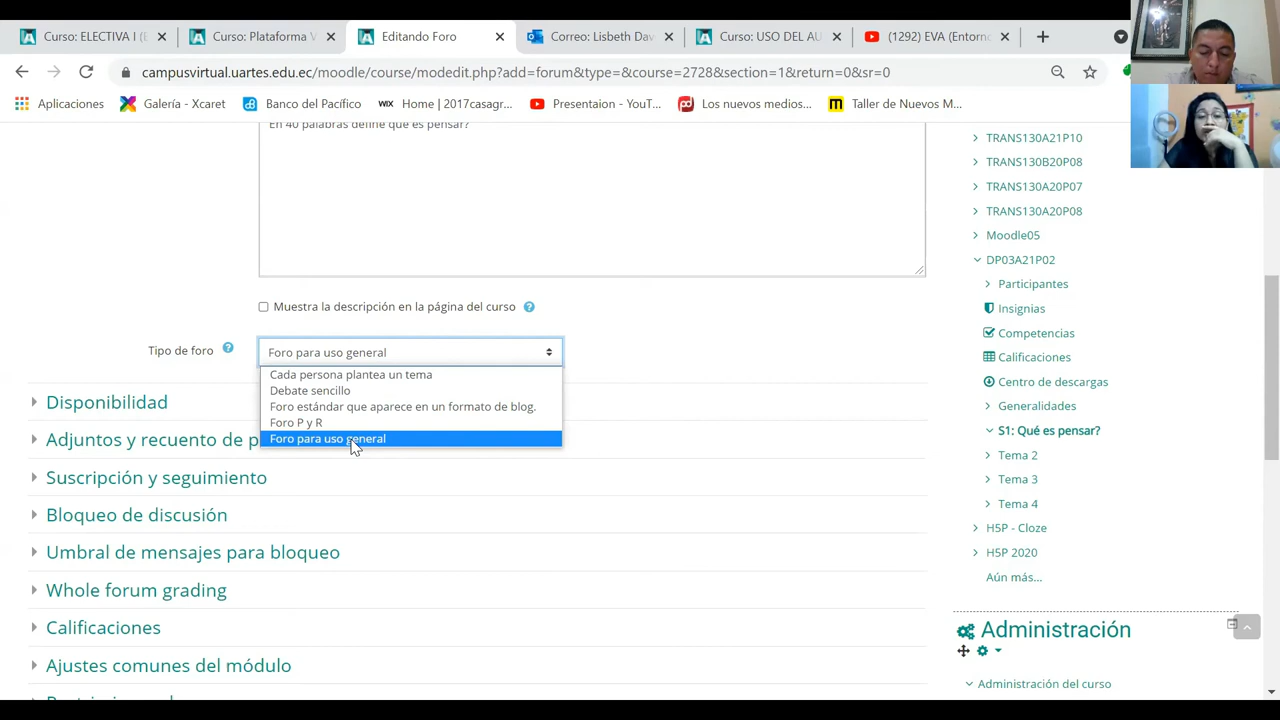 Curso: ELECTIVA I (E
Curso: Plataforma V
Editando Foro
Correo: Lisbeth Dav
Curso: USO DEL AU
(1292) EVA (Entorn
campusvirtual.uartes.edu.ec/moodle/course/modedit.php?add=forum&type=&course=2728&section=1&return=0&sr=0
Aplicaciones
Galería - Xcaret
Banco del Pacífico
WIX
Home | 2017casagr...
Presentaion - YouT...
Los nuevos medios...
Taller de Nuevos M...
En 40 palabras define qué es pensar?
Muestra la descripción en la página del curso
Tipo de foro
Foro para uso general
Cada persona plantea un tema
Debate sencillo
Foro estándar que aparece en un formato de blog.
Foro P y R
Foro para uso general
Disponibilidad
Adjuntos y recuento de p
Suscripción y seguimiento
Bloqueo de discusión
Umbral de mensajes para bloqueo
Whole forum grading
Calificaciones
Ajustes comunes del módulo
TRANS130A21P10
TRANS130B20P08
TRANS130A20P07
TRANS130A20P08
Moodle05
DP03A21P02
Participantes
Insignias
Competencias
Calificaciones
Centro de descargas
Generalidades
S1: Qué es pensar?
Tema 2
Tema 3
Tema 4
H5P - Cloze
H5P 2020
Aún más...
Administración
Administración del curso